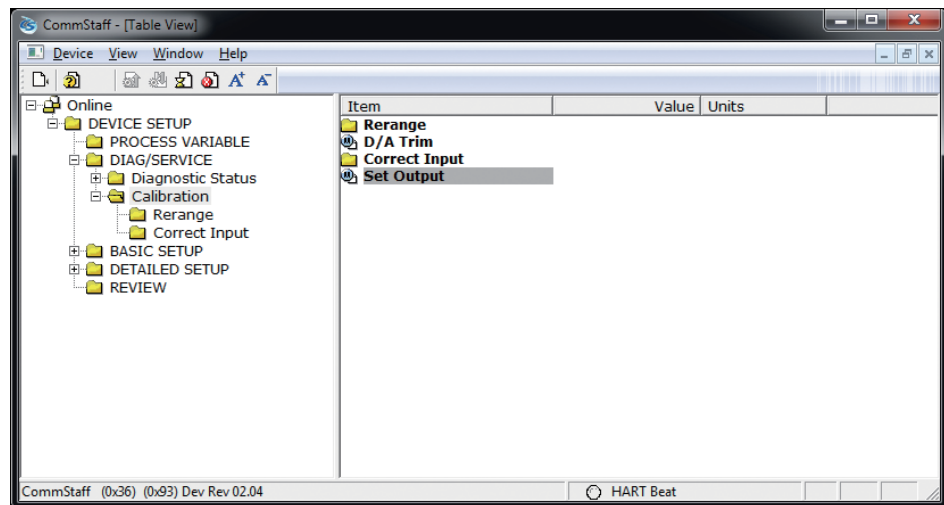 CommStaff - [Table View]
Device View Window Help
Online
DEVICE SETUP
PROCESS VARIABLE
DIAG/SERVICE
Diagnostic Status
Calibration
Rerange
Correct Input
BASIC SETUP
DETAILED SETUP
REVIEW
Item Value Units
Rerange
D/A Trim
Correct Input
Set Output
CommStaff (0x36) (0x93) Dev Rev 02.04 HART Beat